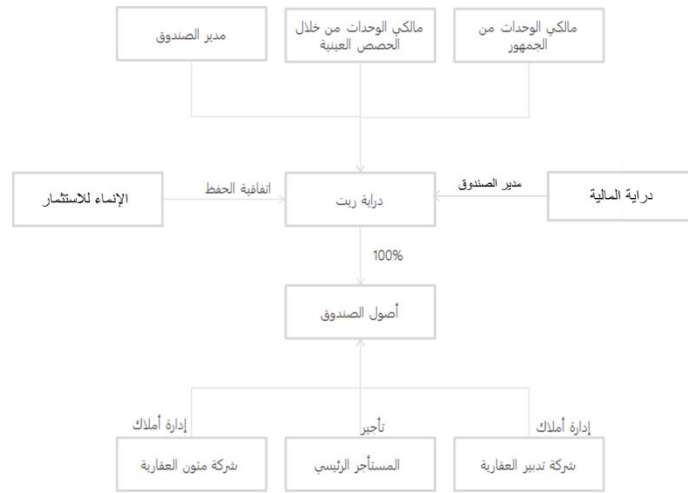 مالكي الوحدات من
الجمهور
مالكي الوحدات من خلال
الحصص العينية
مدير الصندوق
دراية المالية
مدير الصندوق
دراية ريت
اتفاقية الحفظ
الإنماء للاستثمار
100%
أصول الصندوق
إدارة أملاك
تأجير
إدارة أملاك
شركة تدبير العقارية
المستأجر الرئيسي
شركة متون العقارية